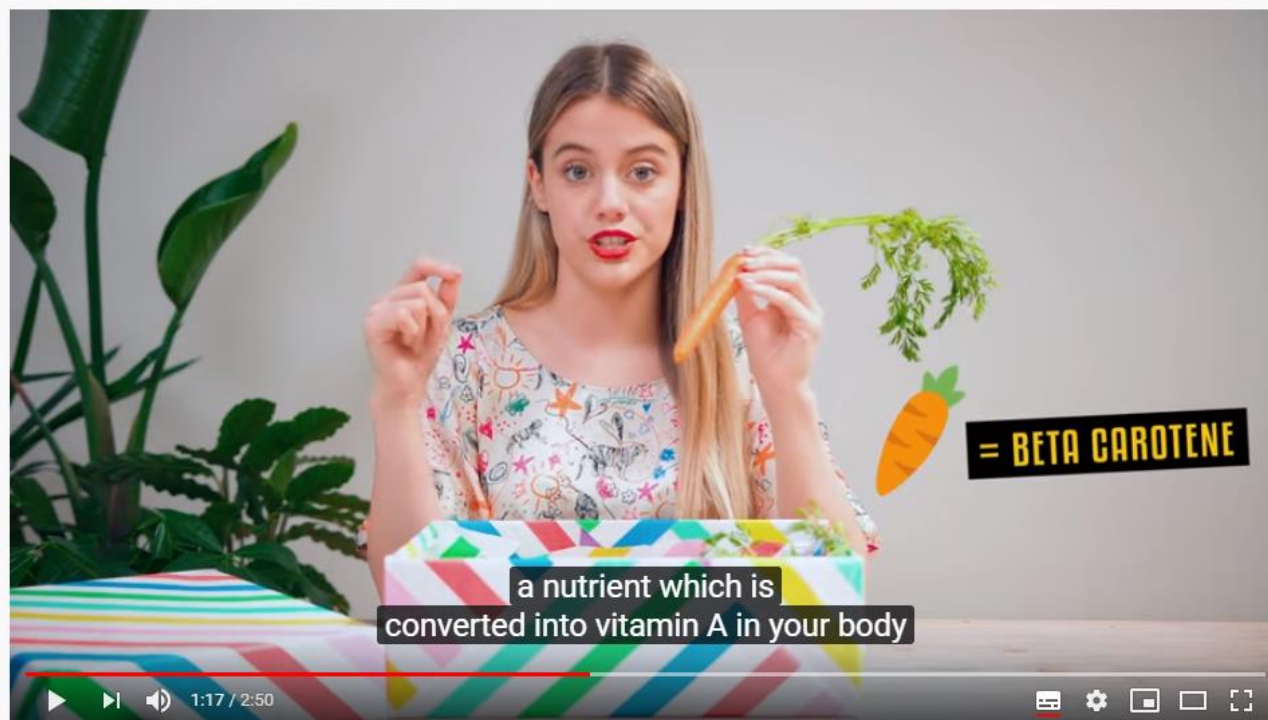 = BETA CAROTENE
a nutrient which is
converted into vitamin A in your body
1:17 / 2:50